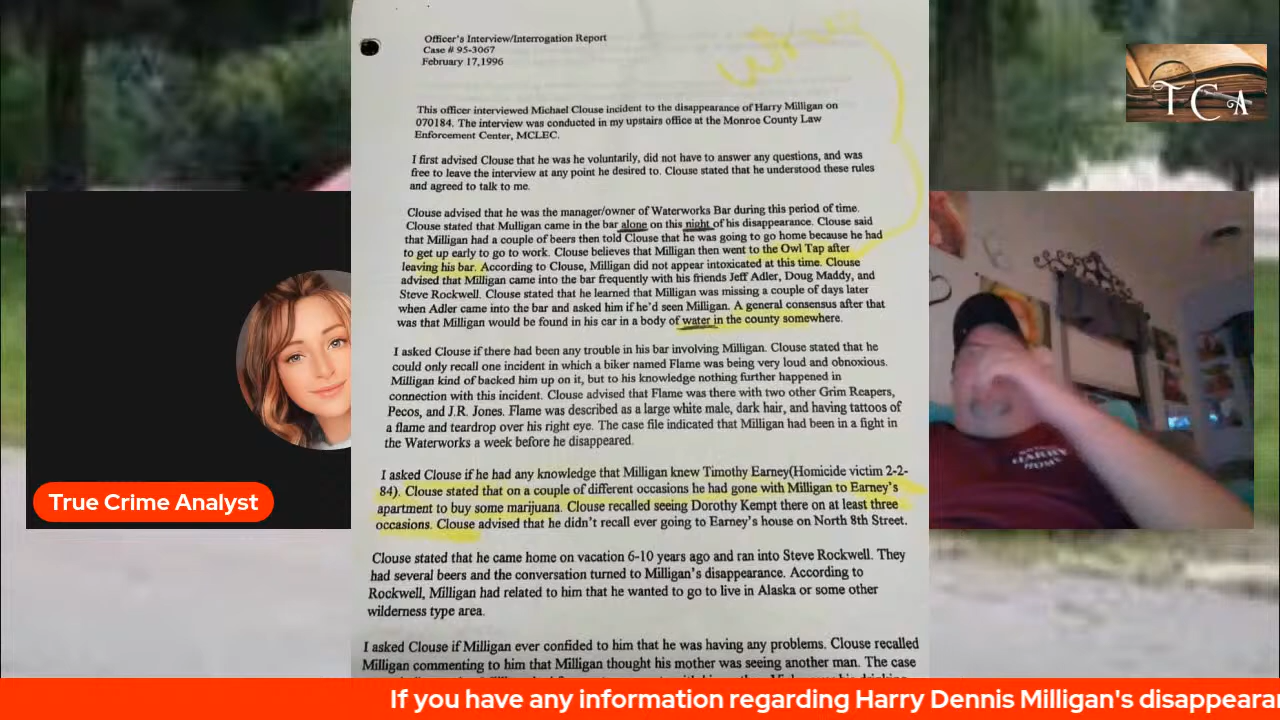 Officer's Interview/Interrogation Report
Case # 95-3067
February 17,1996
This officer interviewed Michael Clouse incident to the disappearance of Harry Milligan on
070184. The interview was conducted in my upstairs office at the Monroe County Law
Enforcement Center, MCLEC.
I first advised Clouse that he was he voluntarily, did not have to answer any questions, and was
free to leave the interview at any point he desired to. Clouse stated that he understood these rules
and agreed to talk to me.
Clouse advised that he was the manager/owner of Waterworks Bar during this period of time.
Clouse stated that Mulligan came in the bar alone on this night of his disappearance. Clouse said
that Milligan had a couple of beers then told Clouse that he was going to go home because he had
to get up early to go to work. Clouse believes that Milligan then went to the Owl Tap after
leaving his bar. According to Clouse, Milligan did not appear intoxicated at this time. Clouse
advised that Milligan came into the bar frequently with his friends Jeff Adler, Doug Maddy, and
Steve Rockwell. Clouse stated that he learned that Milligan was missing a couple of days later
when Adler came into the bar and asked him if he'd seen Milligan. A general consensus after that
was that Milligan would be found in his car in a body of water in the county somewhere.
I asked Clouse if there had been any trouble in his bar involving Milligan. Clouse stated that he
could only recall one incident in which a biker named Flame was being very loud and obnoxious.
Milligan kind of backed him up on it, but to his knowledge nothing further happened in
connection with this incident. Clouse advised that Flame was there with two other Grim Reapers,
Pecos, and J.R. Jones. Flame was described as a large white male, dark hair, and having tattoos of
a flame and teardrop over his right eye. The case file indicated that Milligan had been in a fight in
the Waterworks a week before he disappeared.
I asked Clouse if he had any knowledge that Milligan knew Timothy Earney(Homicide victim 2-2-
84). Clouse stated that on a couple of different occasions he had gone with Milligan to Earney's
apartment to buy some marijuana. Clouse recalled seeing Dorothy Kempt there on at least three
occasions. Clouse advised that he didn't recall ever going to Earney's house on North 8th Street.
Clouse stated that he came home on vacation 6-10 years ago and ran into Steve Rockwell. They
had several beers and the conversation turned to Milligan's disappearance. According to
Rockwell, Milligan had related to him that he wanted to go to live in Alaska or some other
wilderness type area.
I asked Clouse if Milligan ever confided to him that he was having any problems. Clouse recalled
Milligan commenting to him that Milligan thought his mother was seeing another man. The case
TCA
True Crime Analyst
HARRY
HOME
If you have any information regarding Harry Dennis Milligan's disappeara